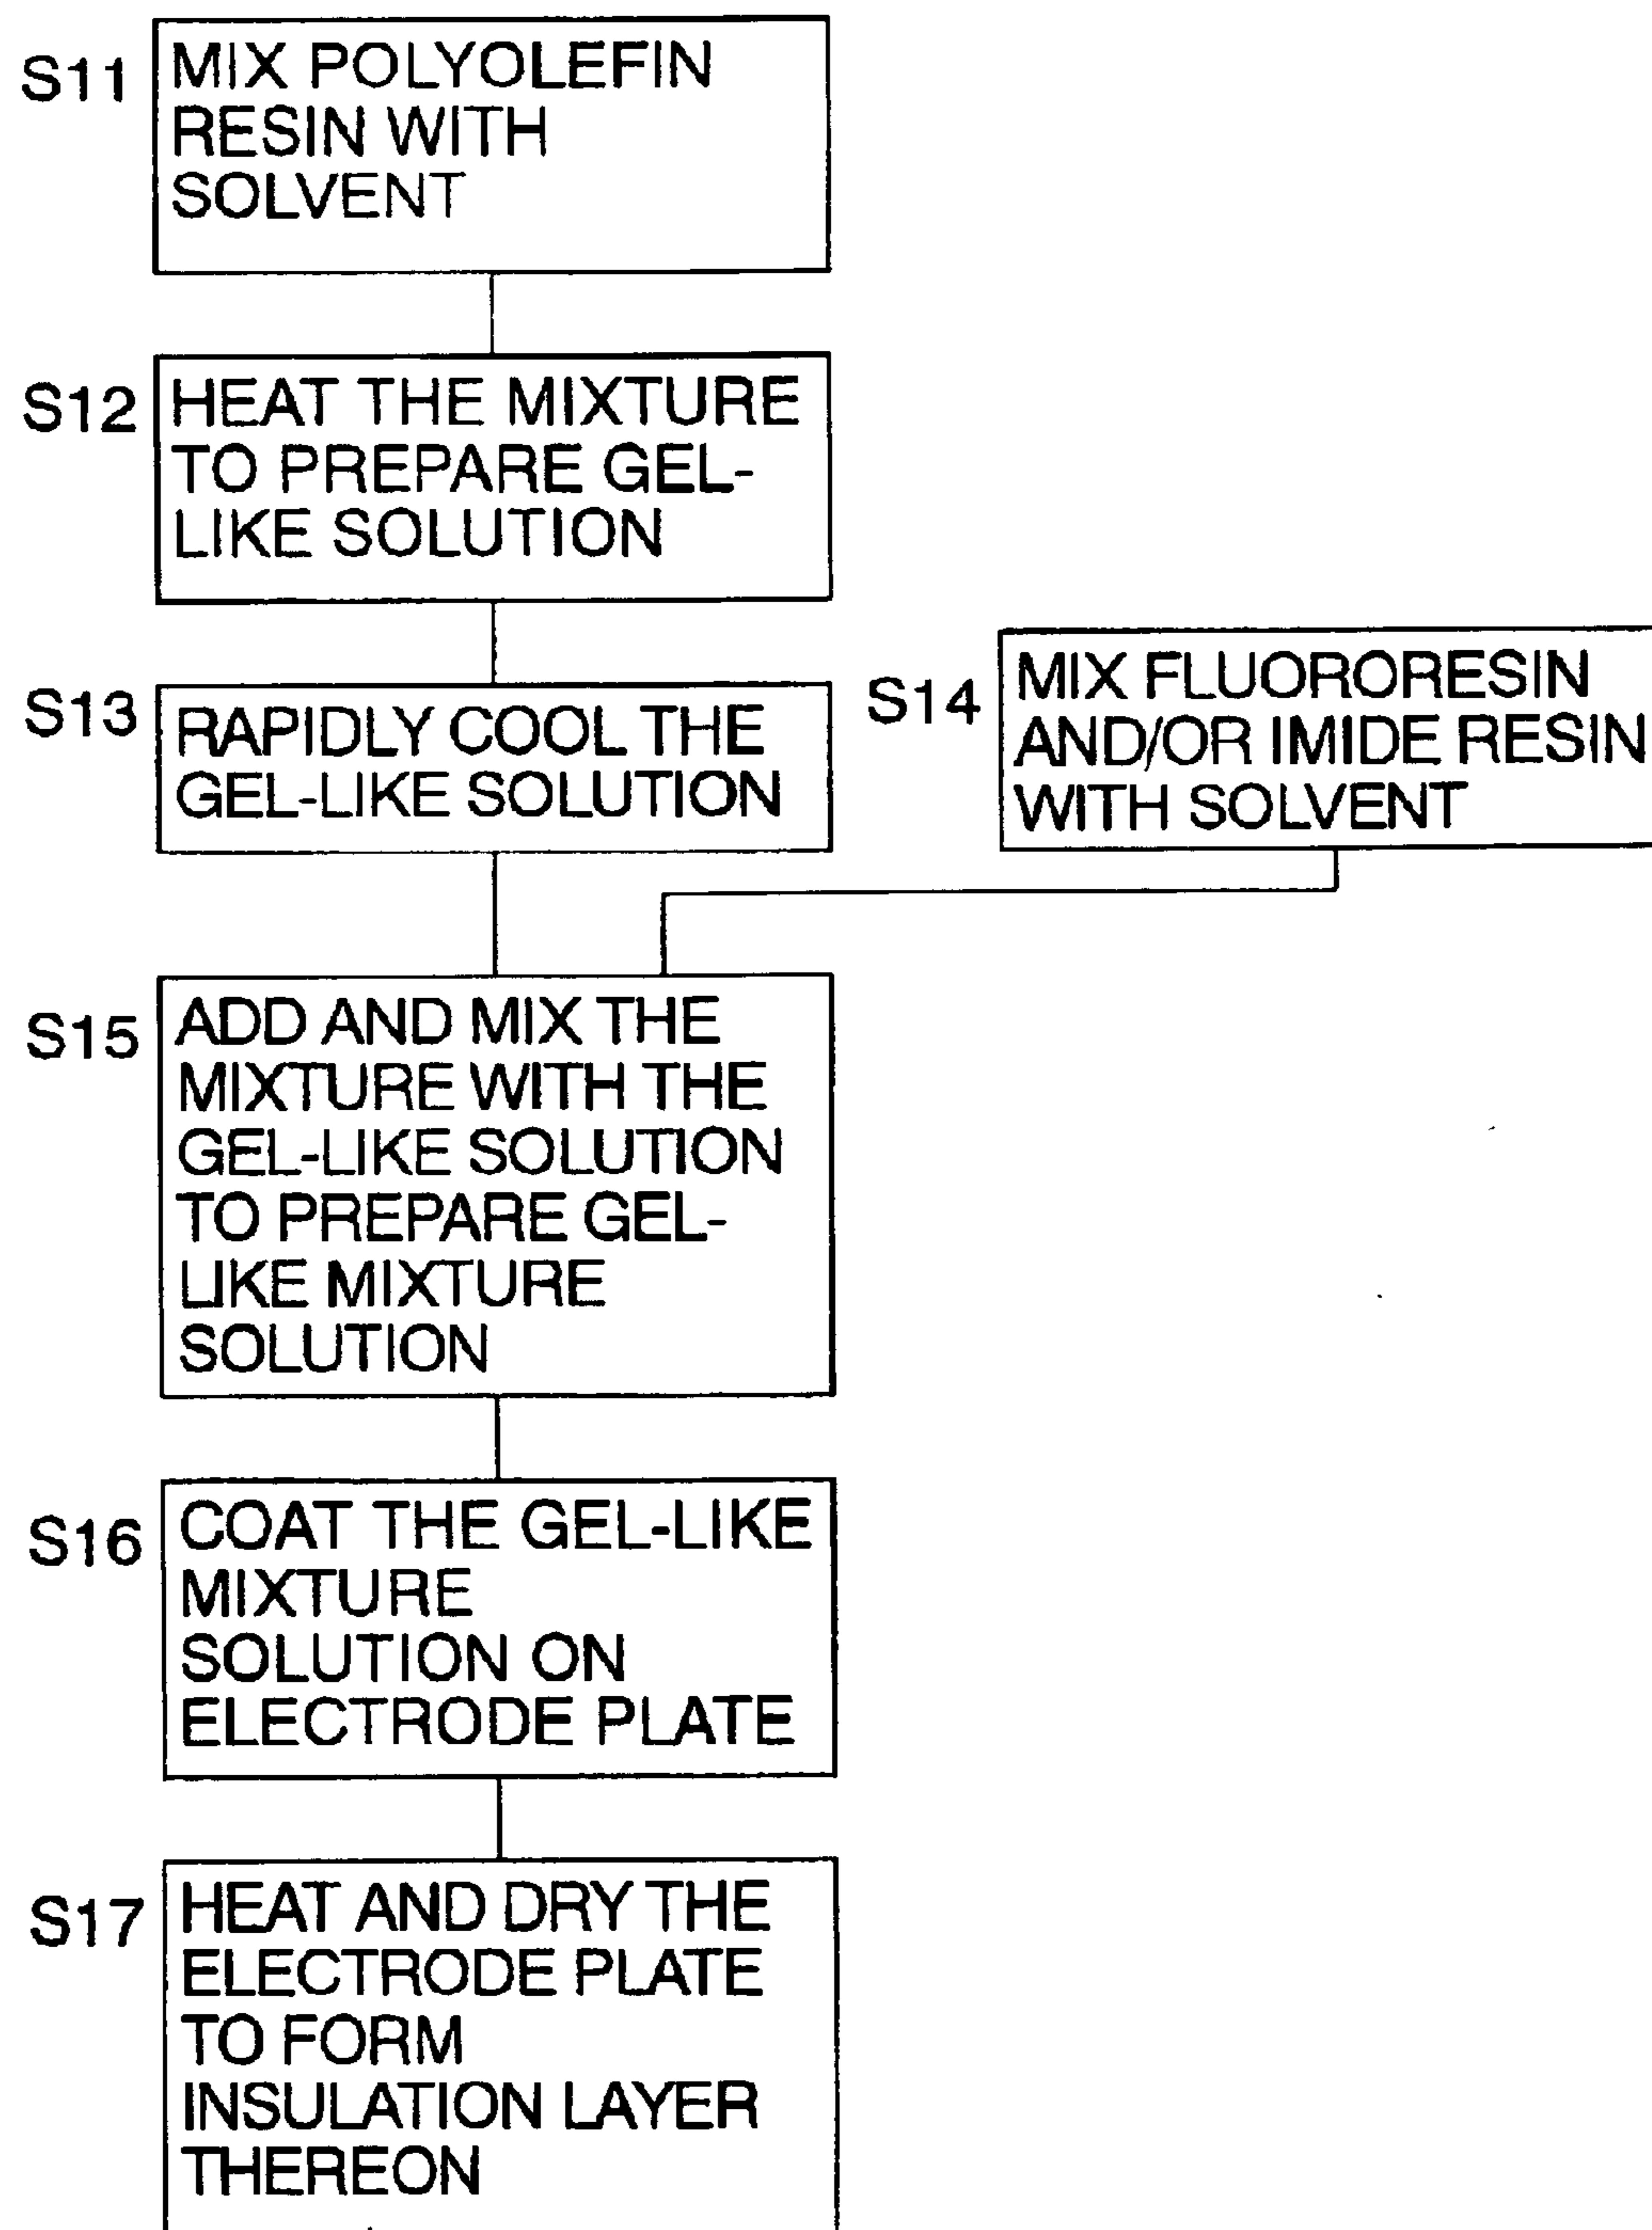 S11
MIX POLYOLEFIN
RESIN WITH
SOLVENT
S12
HEAT THE MIXTURE
TO PREPARE GEL-
LIKE SOLUTION
S13
RAPIDLY COOL THE
GEL-LIKE SOLUTION
S14
MIX FLUORORESIN
AND/OR IMIDE RESIN
WITH SOLVENT
S15
ADD AND MIX THE
MIXTURE WITH THE
GEL-LIKE SOLUTION
TO PREPARE GEL-
LIKE MIXTURE
SOLUTION
S16
COAT THE GEL-LIKE
MIXTURE
SOLUTION ON
ELECTRODE PLATE
S17
HEAT AND DRY THE
ELECTRODE PLATE
TO FORM
INSULATION LAYER
THEREON